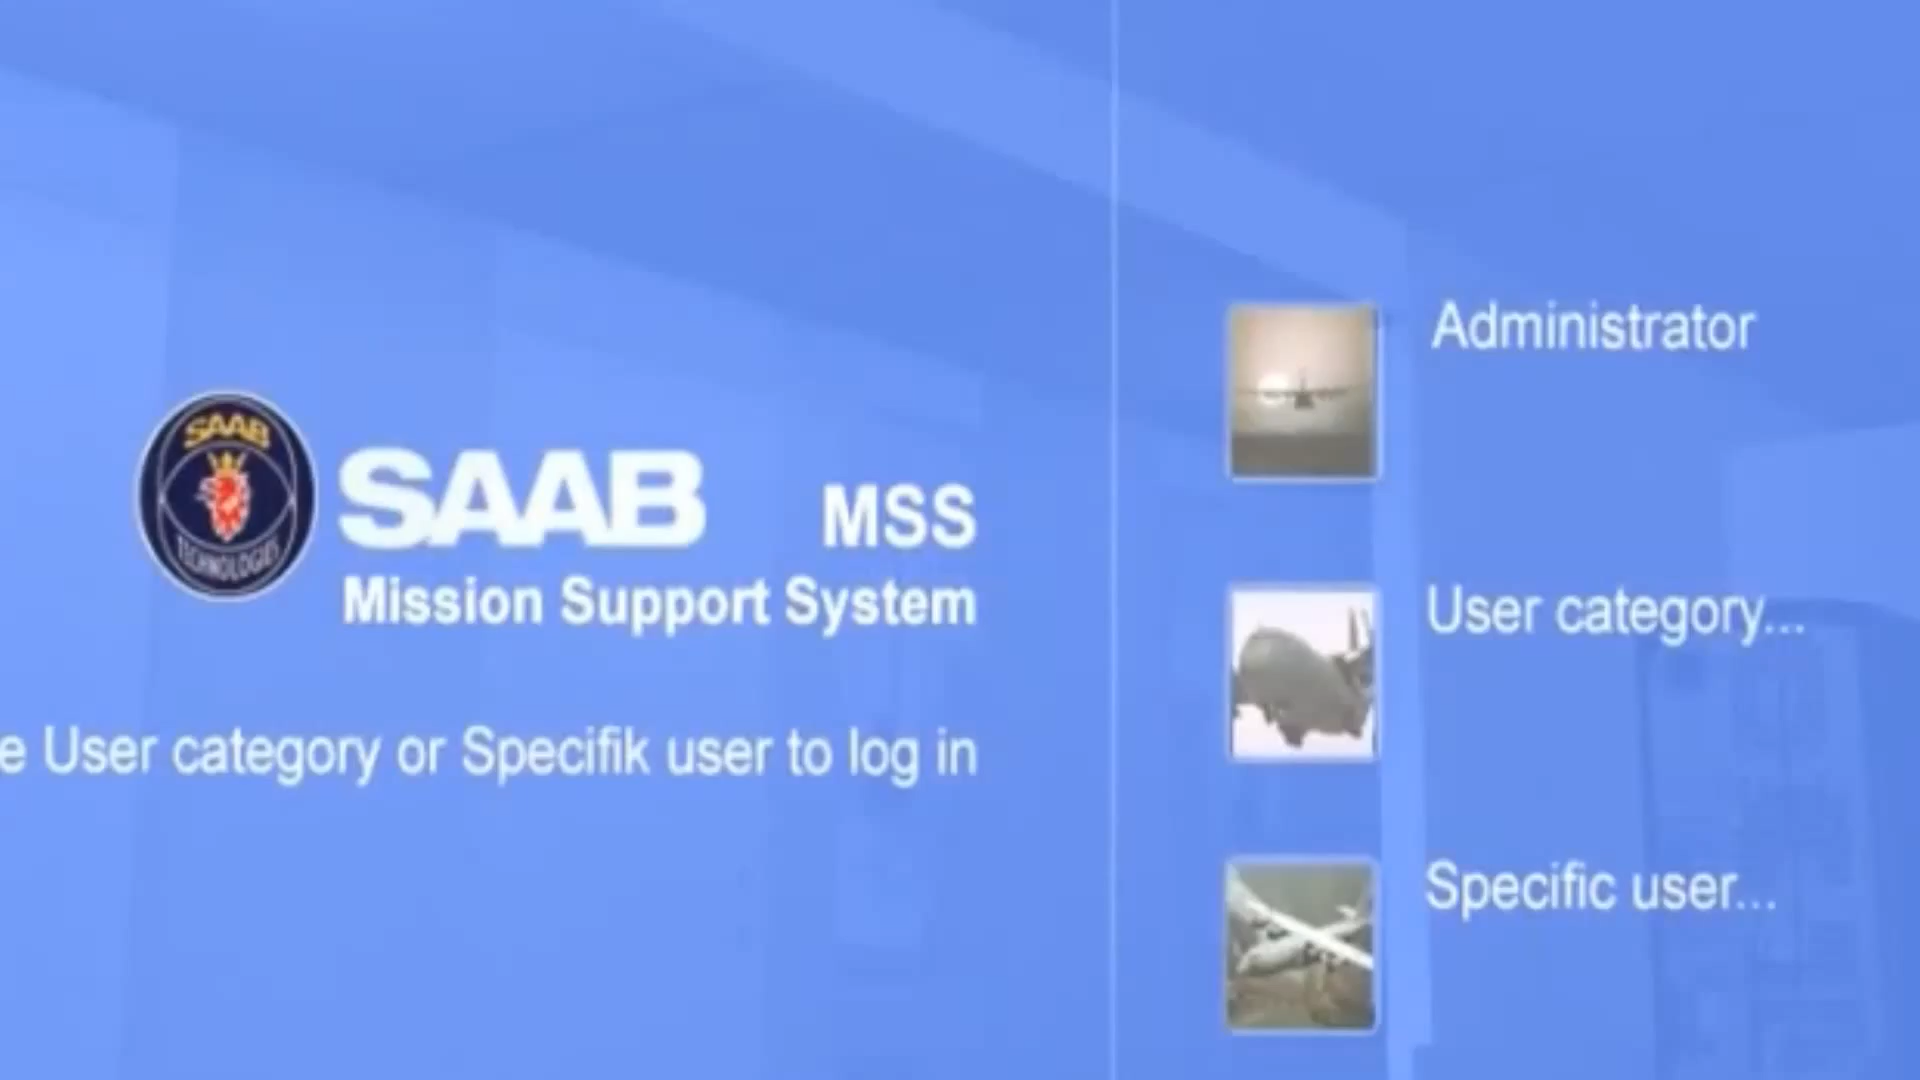 SAAB
TECHNOLOGIES
SAAB MSS
Mission Support System
e User category or Specifik user to log in
Administrator
User category...
Specific user...